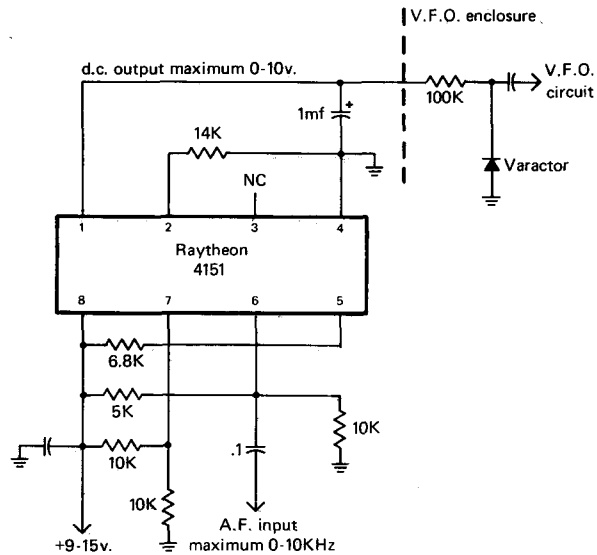 V.F.O. enclosure
d.c. output maximum 0-10v.
V.F.O.
circuit
100K
1mf
+
14K
NC
Varactor
1 2 3 4
Raytheon
4151
8 7 6 5
6.8K
5K
10K
10K
.1
10K
A.F. input
+9-15v.
maximum 0-10KHz